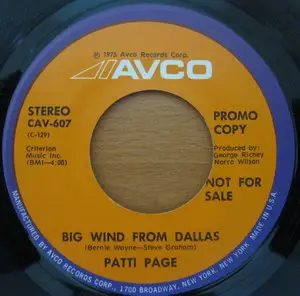 ℗ 1975 Avco Records Corp.
AVCO
STEREO
CAV-607
(C-129)
PROMO
COPY
Criterion
Music Inc.
(BMI-4:00)
Produced by:
George Richey
Norro Wilson
NOT FOR
SALE
BIG WIND FROM DALLAS
(Bernie Wayne-Steve Graham)
PATTI PAGE
MANUFACTURED BY AVCO RECORDS CORP., 1700 BROADWAY, NEW YORK, NEW YORK. MADE IN U.S.A.